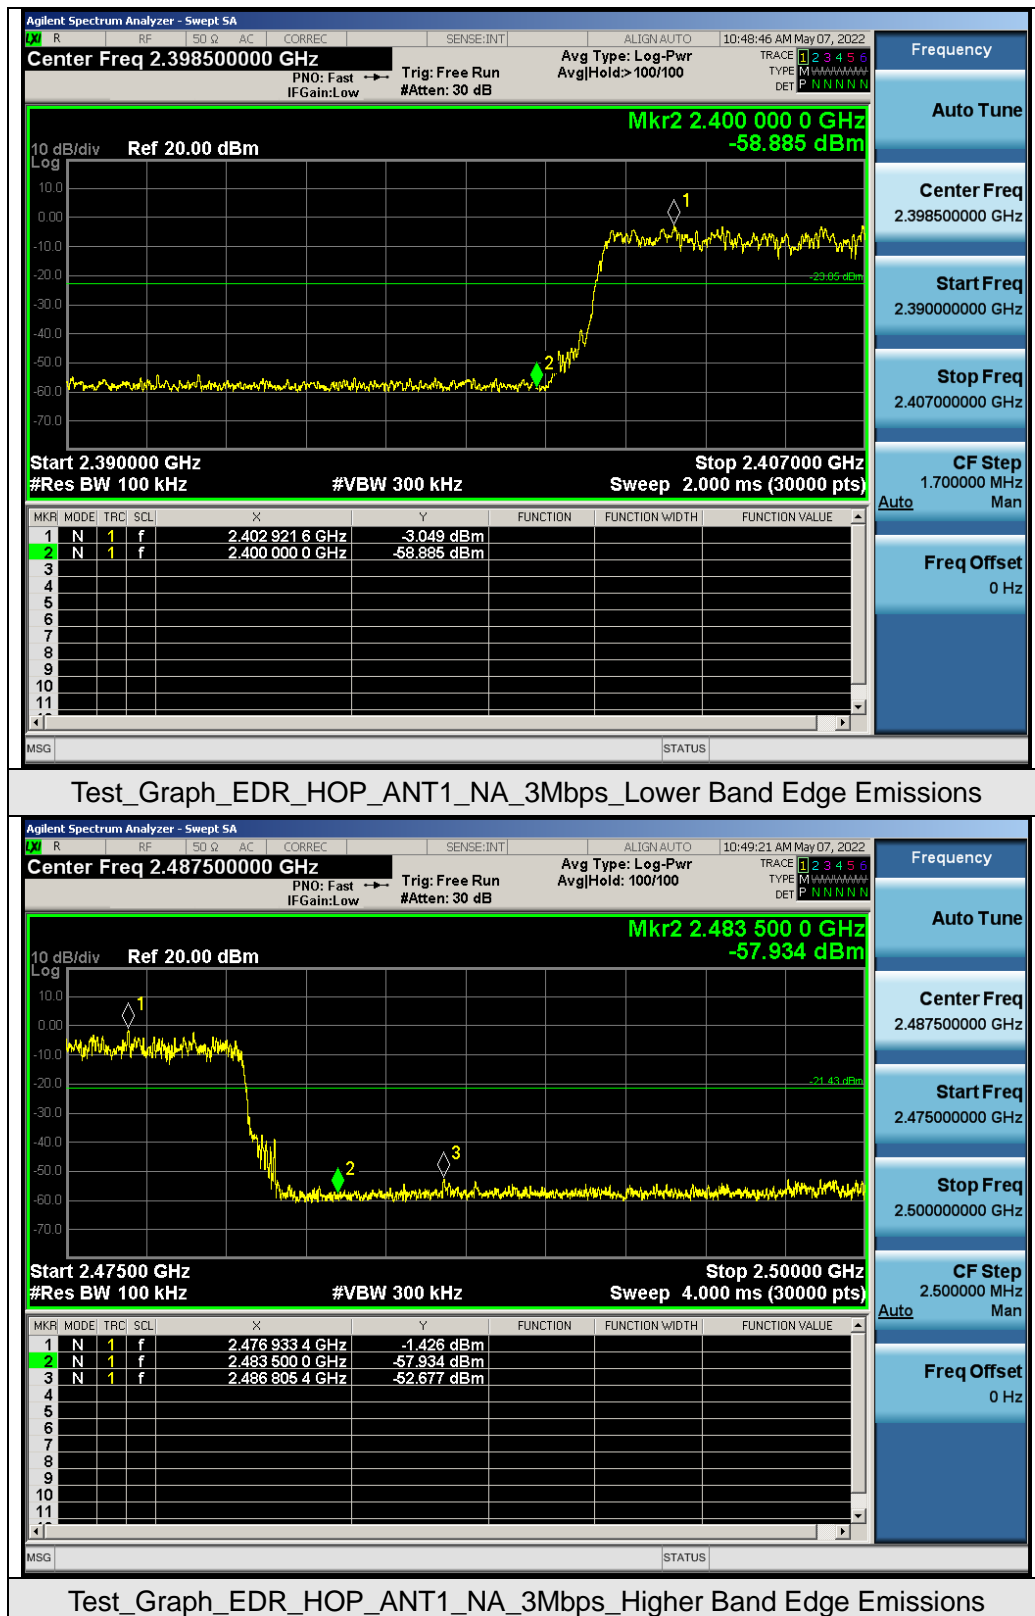 Agilent Spectrum Analyzer - Swept SA
LXI R RF 50 Ω AC CORREC SENSE:INT ALIGNAUTO 10:48:46 AM May 07, 2022
Center Freq 2.398500000 GHz
PNO: Fast
IFGain:Low
Trig: Free Run
#Atten: 30 dB
Avg Type: Log-Pwr
Avg|Hold:>100/100
TRACE 1 2 3 4 5 6
TYPE M WWWWW
DET P N N N N N
Frequency
Mkr2 2.400 000 0 GHz
-58.885 dBm
10 dB/div Ref 20.00 dBm
Log
10.0
0.00
-10.0
-20.0
-30.0
-40.0
-50.0
-60.0
-70.0
1
-23.05 dBm
2
Start 2.390000 GHz Stop 2.407000 GHz
#Res BW 100 kHz #VBW 300 kHz Sweep 2.000 ms (30000 pts)
MKR MODE TRC SCL X Y FUNCTION FUNCTION WIDTH FUNCTION VALUE
1 N 1 f 2.402 921 6 GHz -3.049 dBm
2 N 1 f 2.400 000 0 GHz -58.885 dBm
3
4
5
6
7
8
9
10
11
MSG STATUS
Auto Tune
Center Freq
2.398500000 GHz
Start Freq
2.390000000 GHz
Stop Freq
2.407000000 GHz
CF Step
1.700000 MHz
Auto Man
Freq Offset
0 Hz
Test_Graph_EDR_HOP_ANT1_NA_3Mbps_Lower Band Edge Emissions
Agilent Spectrum Analyzer - Swept SA
LXI R RF 50 Ω AC CORREC SENSE:INT ALIGNAUTO 10:49:21 AM May 07, 2022
Center Freq 2.487500000 GHz
PNO: Fast
IFGain:Low
Trig: Free Run
#Atten: 30 dB
Avg Type: Log-Pwr
Avg|Hold: 100/100
TRACE 1 2 3 4 5 6
TYPE M WWWWW
DET P N N N N N
Frequency
Mkr2 2.483 500 0 GHz
-57.934 dBm
10 dB/div Ref 20.00 dBm
Log
10.0
0.00
-10.0
-20.0
-30.0
-40.0
-50.0
-60.0
-70.0
1
-21.43 dBm
2
3
Start 2.47500 GHz Stop 2.50000 GHz
#Res BW 100 kHz #VBW 300 kHz Sweep 4.000 ms (30000 pts)
MKR MODE TRC SCL X Y FUNCTION FUNCTION WIDTH FUNCTION VALUE
1 N 1 f 2.476 933 4 GHz -1.426 dBm
2 N 1 f 2.483 500 0 GHz -57.934 dBm
3 N 1 f 2.486 805 4 GHz -52.677 dBm
4
5
6
7
8
9
10
11
MSG STATUS
Auto Tune
Center Freq
2.487500000 GHz
Start Freq
2.475000000 GHz
Stop Freq
2.500000000 GHz
CF Step
2.500000 MHz
Auto Man
Freq Offset
0 Hz
Test_Graph_EDR_HOP_ANT1_NA_3Mbps_Higher Band Edge Emissions